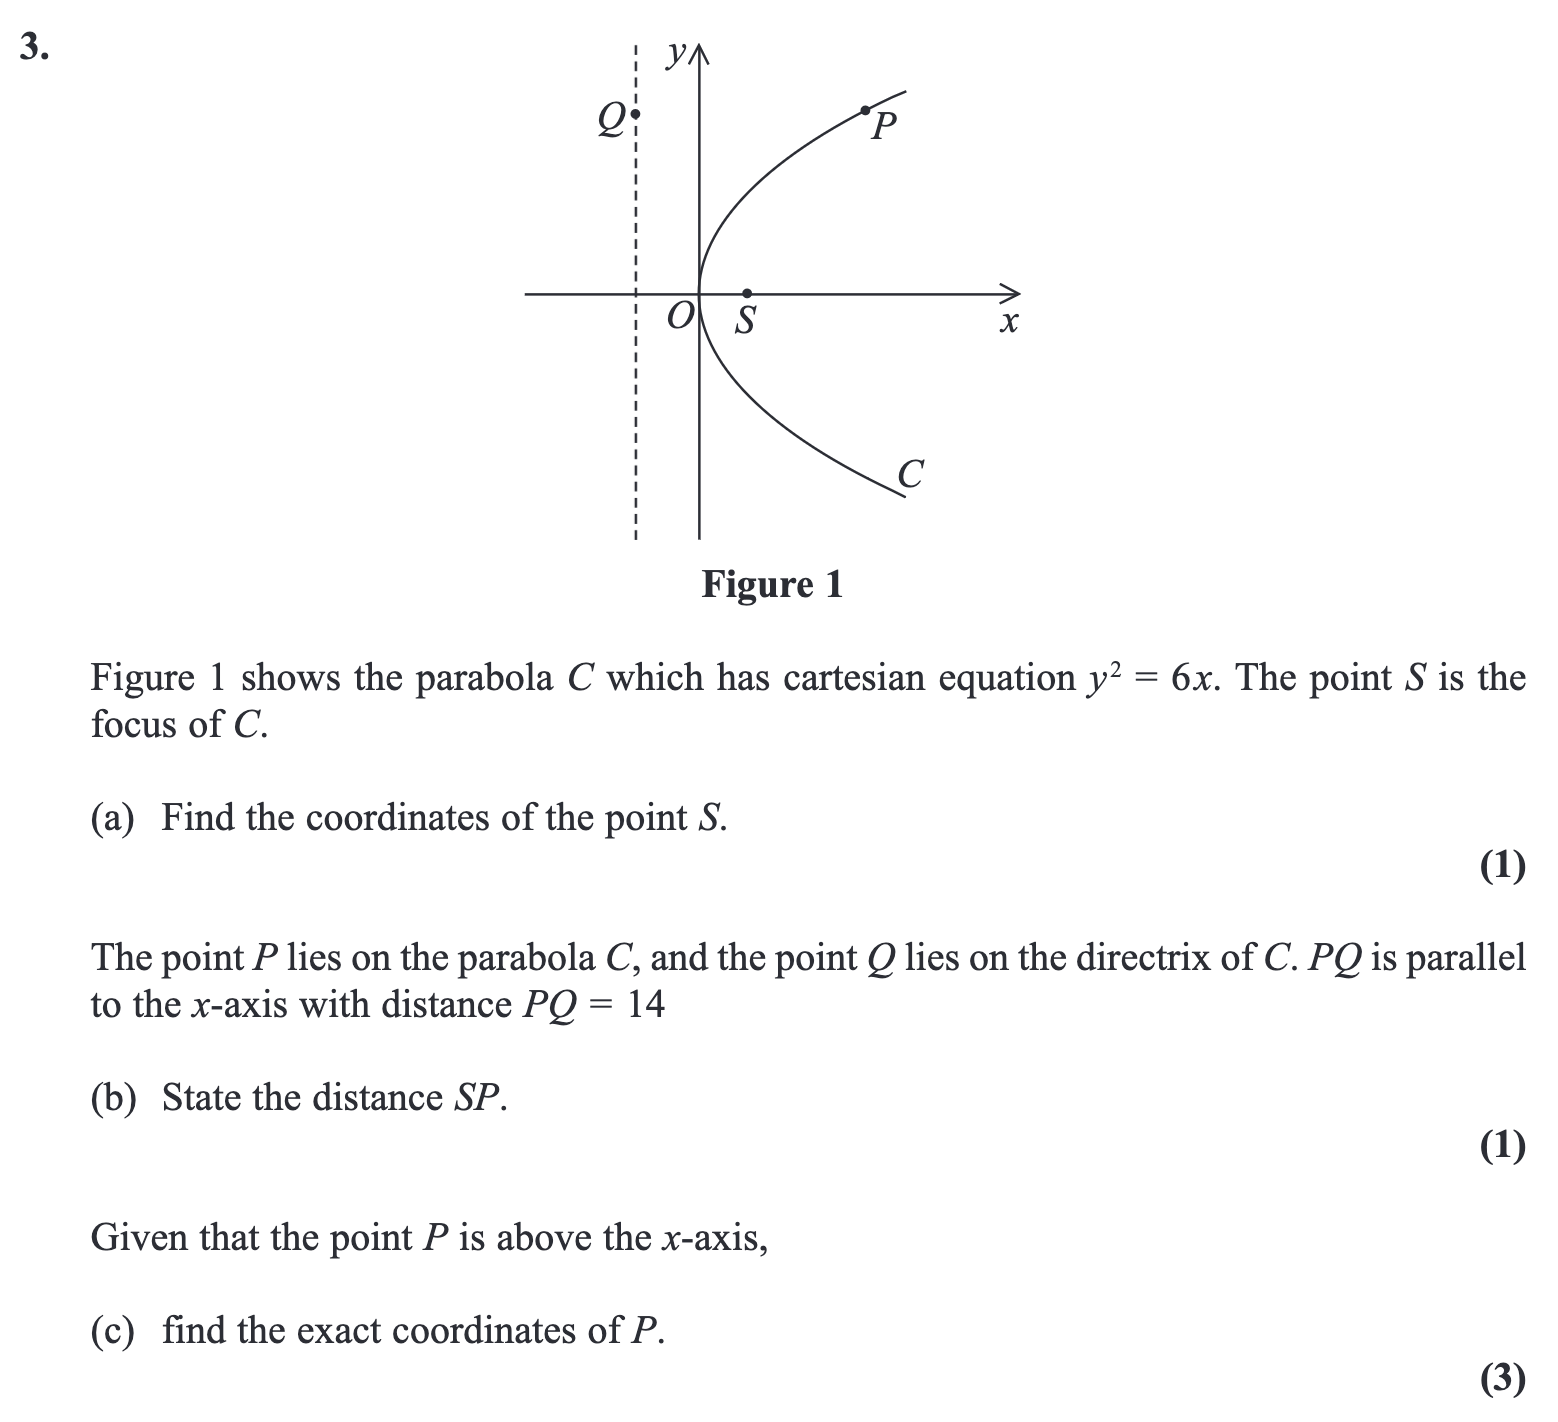 3.
y
Q
P
O
S
x
C
Figure 1
Figure 1 shows the parabola C which has cartesian equation y² = 6x. The point S is the
focus of C.
(a) Find the coordinates of the point S.
(1)
The point P lies on the parabola C, and the point Q lies on the directrix of C. PQ is parallel
to the x-axis with distance PQ = 14
(b) State the distance SP.
(1)
Given that the point P is above the x-axis,
(c) find the exact coordinates of P.
(3)